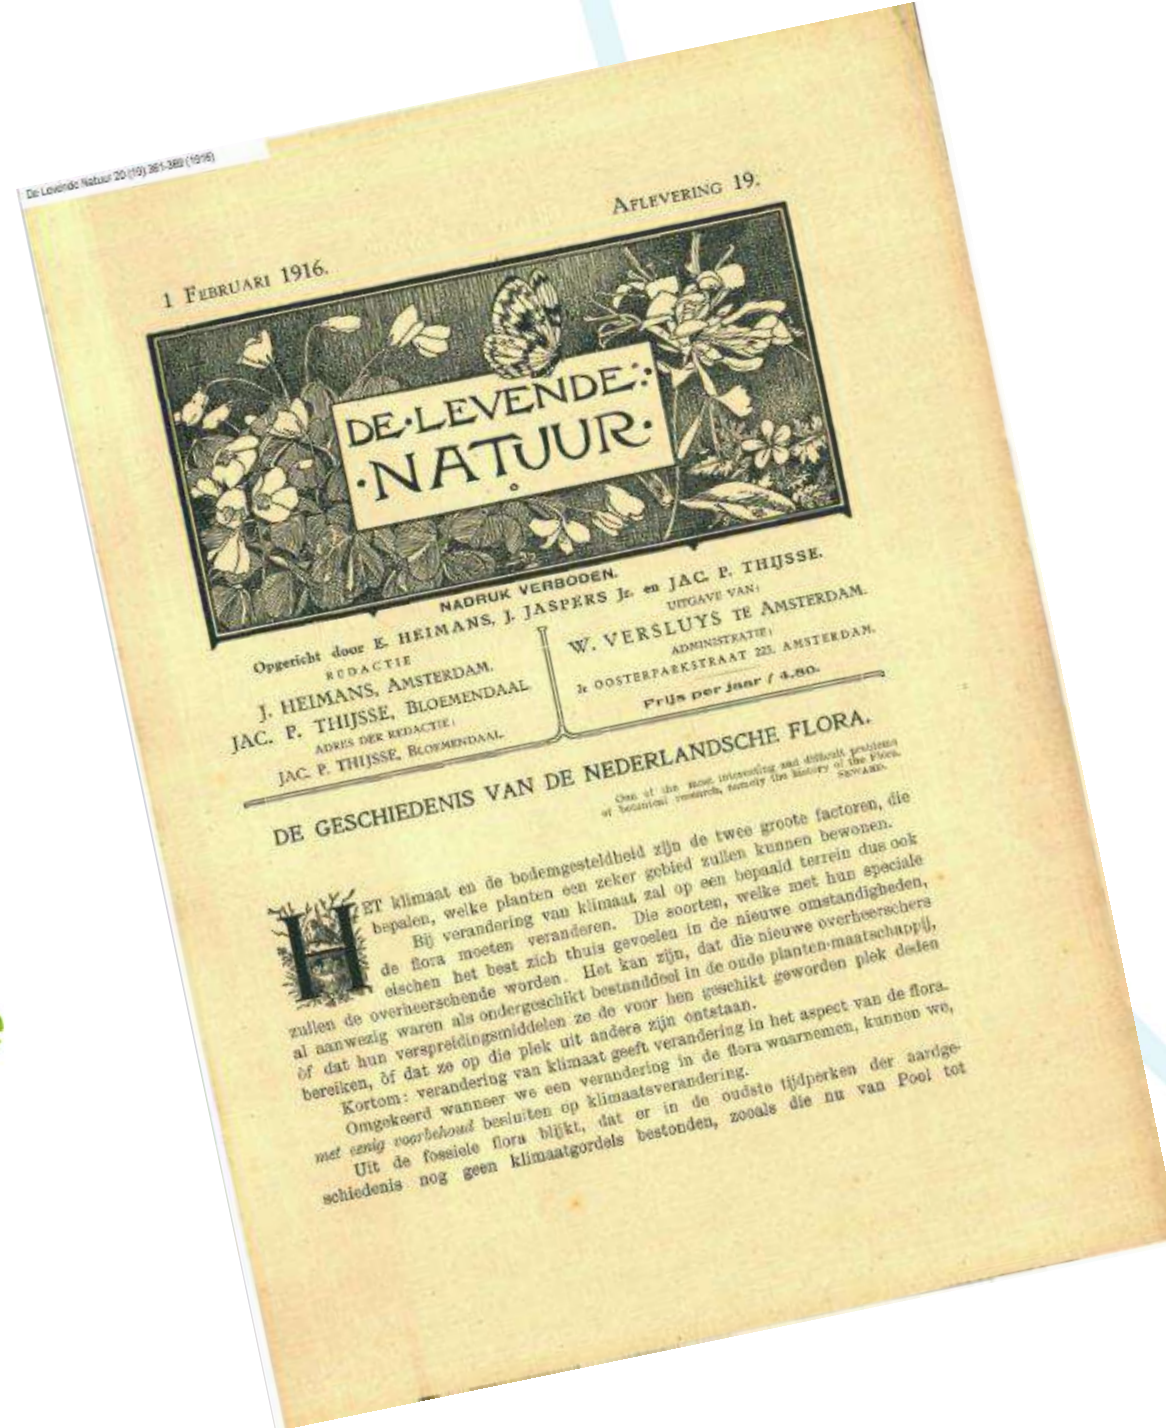 De Levende Natuur 20 (19) 361-369 (1916)
1 FEBRUARI 1916.
AFLEVERING 19.
DE·LEVENDE:·
·NATUUR·
NADRUK VERBODEN.
Opgericht door E. HEIMANS, J. JASPERS Jr. en JAC. P. THIJSSE.
REDACTIE
J. HEIMANS, AMSTERDAM.
JAC. P. THIJSSE, BLOEMENDAAL
ADRES DER REDACTIE:
JAC. P. THIJSSE, BLOEMENDAAL.
UITGAVE VAN:
W. VERSLUYS TE AMSTERDAM.
ADMINISTRATIE:
2e OOSTERPARKSTRAAT 223, AMSTERDAM.
Prijs per jaar f 4.80.
DE GESCHIEDENIS VAN DE NEDERLANDSCHE FLORA.
One of the most interesting and difficult problems
of botanical research, namely the history of the Flora.
SEWARD.
HET klimaat en de bodemgesteldheid zijn de twee groote factoren, die
bepalen, welke planten een zeker gebied zullen kunnen bewonen.
Bij verandering van klimaat zal op een bepaald terrein dus ook
de flora moeten veranderen. Die soorten, welke met hun speciale
eischen het best zich thuis gevoelen in de nieuwe omstandigheden,
zullen de overheerschende worden. Het kan zijn, dat die nieuwe overheerschers
al aanwezig waren als ondergeschikt bestanddeel in de oude planten-maatschappij,
òf dat hun verspreidingsmiddelen ze de voor hen geschikt geworden plek deden
bereiken, òf dat ze op die plek uit andere zijn ontstaan.
Kortom: verandering van klimaat geeft verandering in het aspect van de flora.
Omgekeerd wanneer we een verandering in de flora waarnemen, kunnen we,
met eenig voorbehoud besluiten op klimaatsverandering.
Uit de fossiele flora blijkt, dat er in de oudste tijdperken der aardge-
schiedenis nog geen klimaatgordels bestonden, zooals die nu van Pool tot